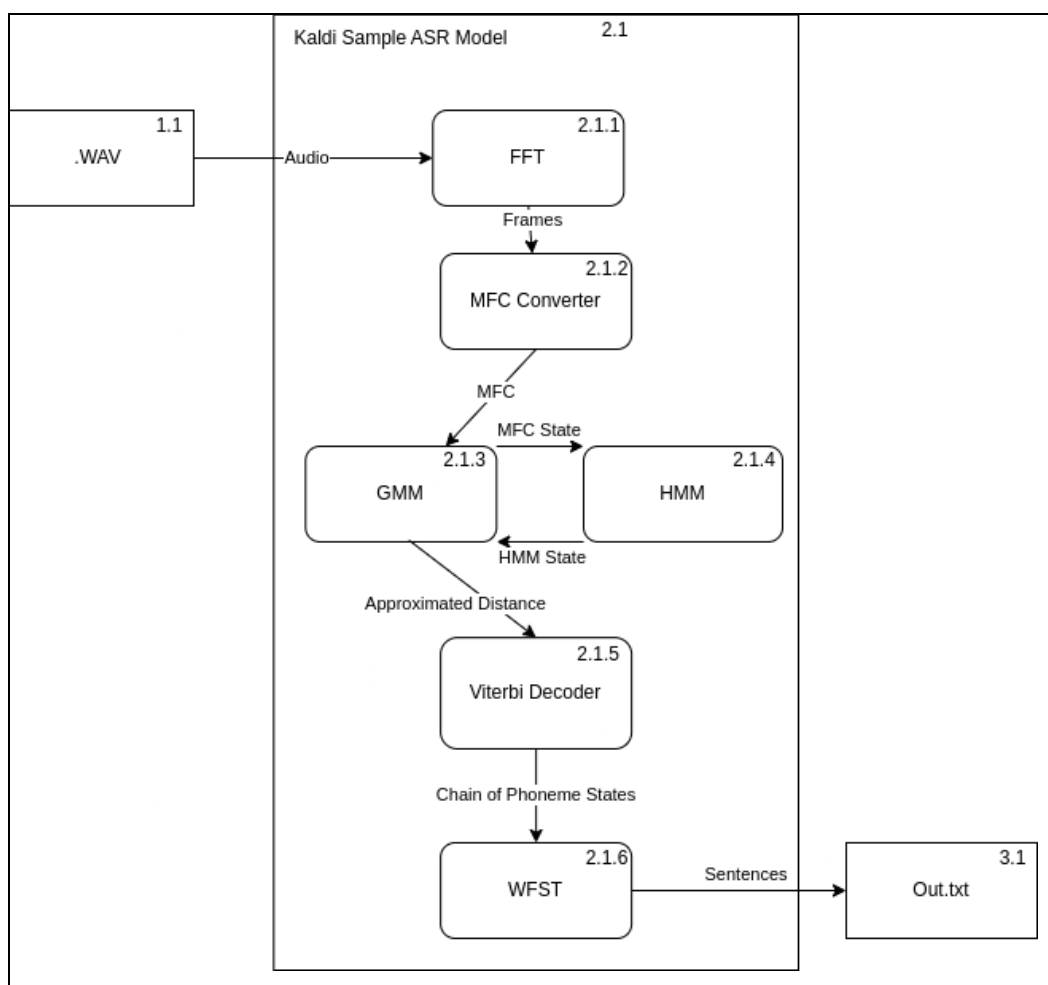 Kaldi Sample ASR Model
2.1
1.1
.WAV
Audio
2.1.1
FFT
Frames
2.1.2
MFC Converter
MFC
MFC State
2.1.3
GMM
2.1.4
HMM
HMM State
Approximated Distance
2.1.5
Viterbi Decoder
Chain of Phoneme States
2.1.6
WFST
Sentences
3.1
Out.txt